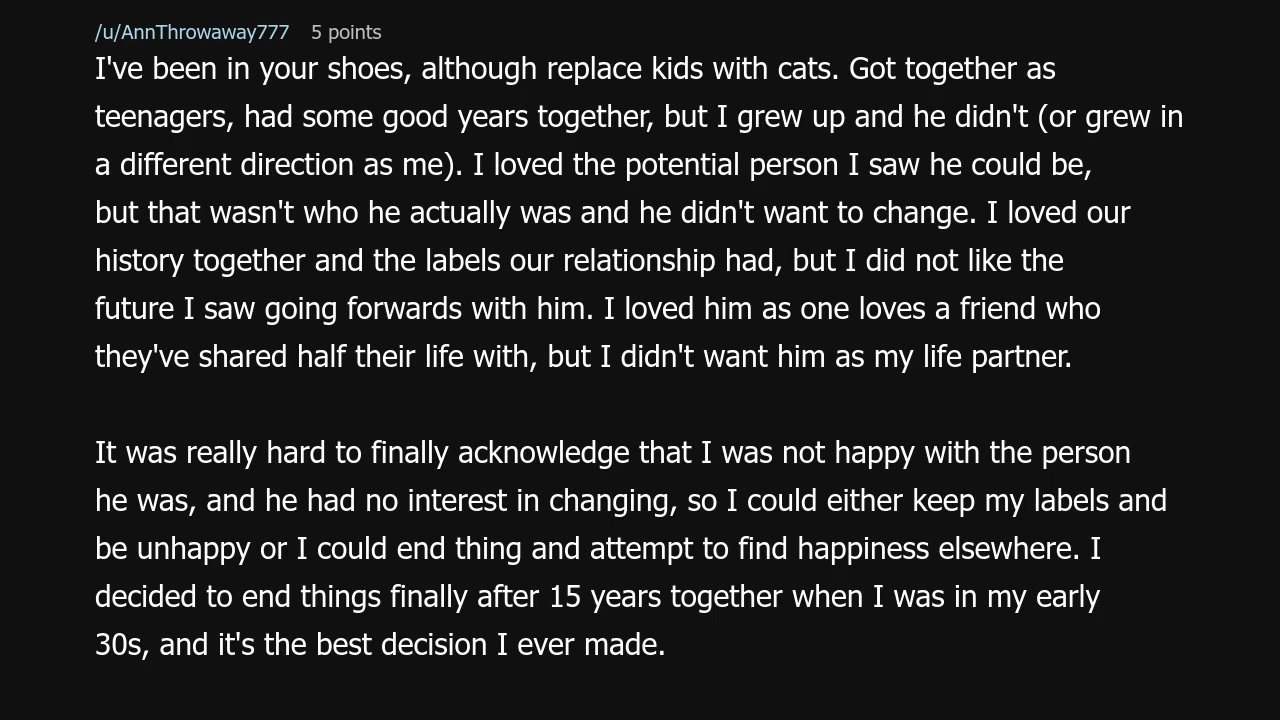 /u/AnnThrowaway777 5 points
I've been in your shoes, although replace kids with cats. Got together as
teenagers, had some good years together, but I grew up and he didn't (or grew in
a different direction as me). I loved the potential person I saw he could be,
but that wasn't who he actually was and he didn't want to change. I loved our
history together and the labels our relationship had, but I did not like the
future I saw going forwards with him. I loved him as one loves a friend who
they've shared half their life with, but I didn't want him as my life partner.
It was really hard to finally acknowledge that I was not happy with the person
he was, and he had no interest in changing, so I could either keep my labels and
be unhappy or I could end thing and attempt to find happiness elsewhere. I
decided to end things finally after 15 years together when I was in my early
30s, and it's the best decision I ever made.